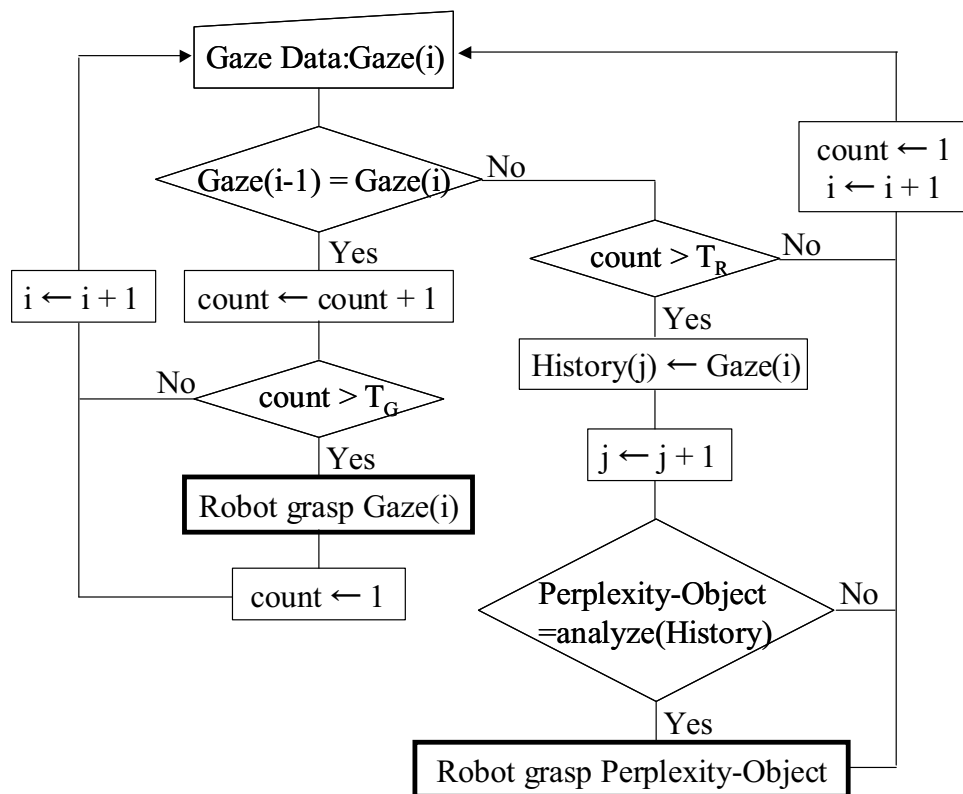 Gaze Data:Gaze(i)
Gaze(i-1) = Gaze(i)
No
Yes
count ← count + 1
i ← i + 1
count > T_G
No
Yes
Robot grasp Gaze(i)
count ← 1
count > T_R
No
Yes
History(j) ← Gaze(i)
j ← j + 1
Perplexity-Object
=analyze(History)
No
Yes
Robot grasp Perplexity-Object
count ← 1
i ← i + 1